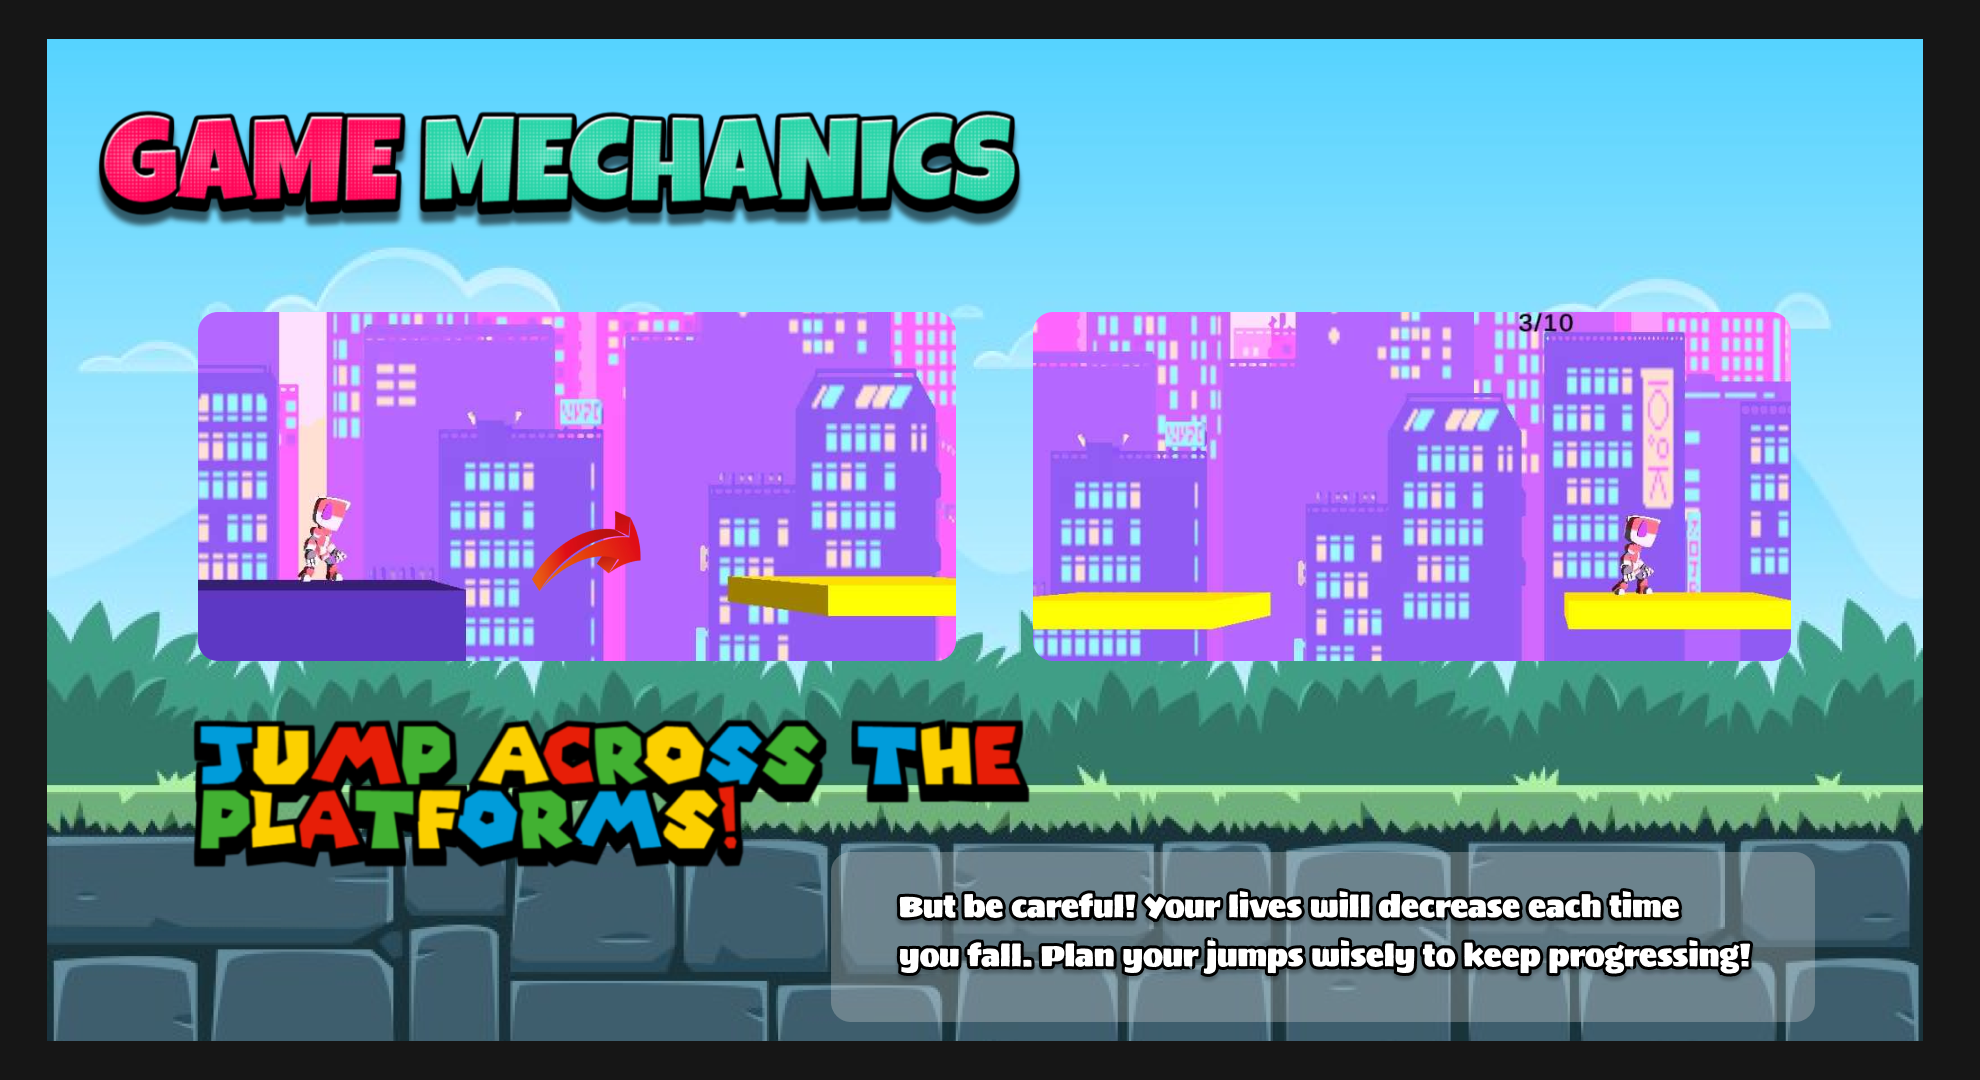 GAME MECHANICS
3/10
JUMP ACROSS THE
PLATFORMS!
But be careful! Your lives will decrease each time
you fall. Plan your jumps wisely to keep progressing!